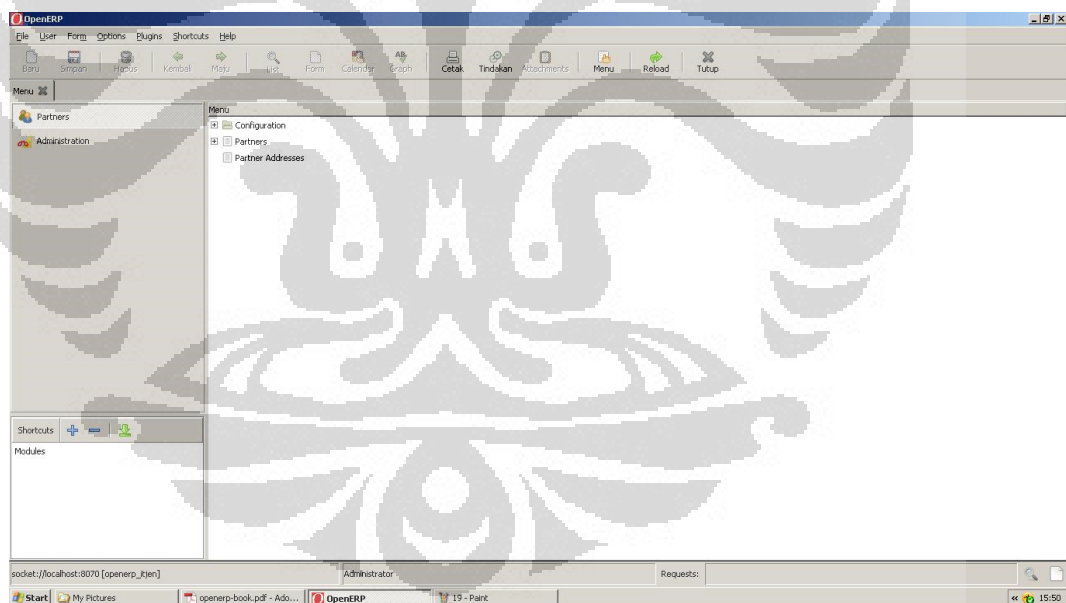 OpenERP
File User Form Options Plugins Shortcuts Help
Baru Simpan Hapus Kembali Maju List Form Calendar Graph Cetak Tindakan Attachments Menu Reload Tutup
Menu
Partners
Administration
Menu
Configuration
Partners
Partner Addresses
Shortcuts
Modules
socket://localhost:8070 [openerp_itjen] Administrator Requests:
Start My Pictures openerp-book.pdf - Ado... OpenERP 19 - Paint « 15:50